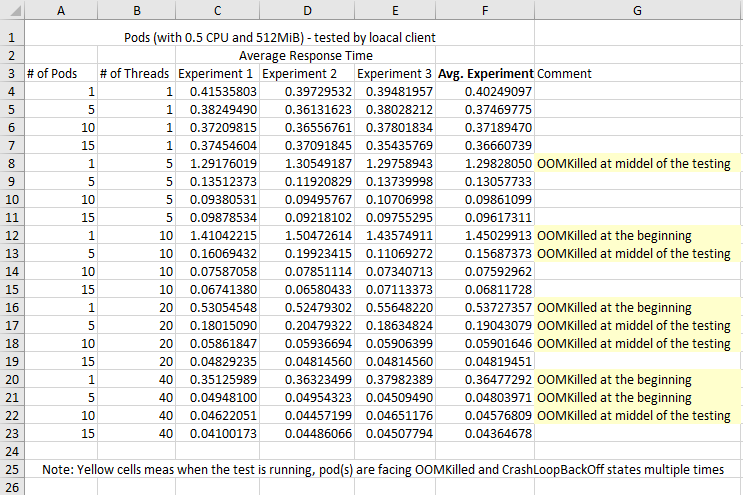 A B C D E F G
1 Pods (with 0.5 CPU and 512MiB) - tested by loacal client
2 Average Response Time
3 # of Pods # of Threads Experiment 1 Experiment 2 Experiment 3 Avg. Experiment Comment
4 1 1 0.41535803 0.39729532 0.39481957 0.40249097
5 5 1 0.38249490 0.36131623 0.38028212 0.37469775
6 10 1 0.37209815 0.36556761 0.37801834 0.37189470
7 15 1 0.37454604 0.37091845 0.35435769 0.36660739
8 1 5 1.29176019 1.30549187 1.29758943 1.29828050 OOMKilled at middel of the testing
9 5 5 0.13512373 0.11920829 0.13739998 0.13057733
10 10 5 0.09380531 0.09495767 0.10706998 0.09861099
11 15 5 0.09878534 0.09218102 0.09755295 0.09617311
12 1 10 1.41042215 1.50472614 1.43574911 1.45029913 OOMKilled at the beginning
13 5 10 0.16069432 0.19923415 0.11069272 0.15687373 OOMKilled at middel of the testing
14 10 10 0.07587058 0.07851114 0.07340713 0.07592962
15 15 10 0.06741380 0.06580433 0.07113373 0.06811728
16 1 20 0.53054548 0.52479302 0.55648220 0.53727357 OOMKilled at the beginning
17 5 20 0.18015090 0.20479322 0.18634824 0.19043079 OOMKilled at middel of the testing
18 10 20 0.05861847 0.05936694 0.05906399 0.05901646 OOMKilled at middel of the testing
19 15 20 0.04829235 0.04814560 0.04814560 0.04819451
20 1 40 0.35125989 0.36323499 0.37982389 0.36477292 OOMKilled at the beginning
21 5 40 0.04948100 0.04954323 0.04509490 0.04803971 OOMKilled at the beginning
22 10 40 0.04622051 0.04457199 0.04651176 0.04576809 OOMKilled at middel of the testing
23 15 40 0.04100173 0.04486066 0.04507794 0.04364678
24
25 Note: Yellow cells meas when the test is running, pod(s) are facing OOMKilled and CrashLoopBackOff states multiple times
26